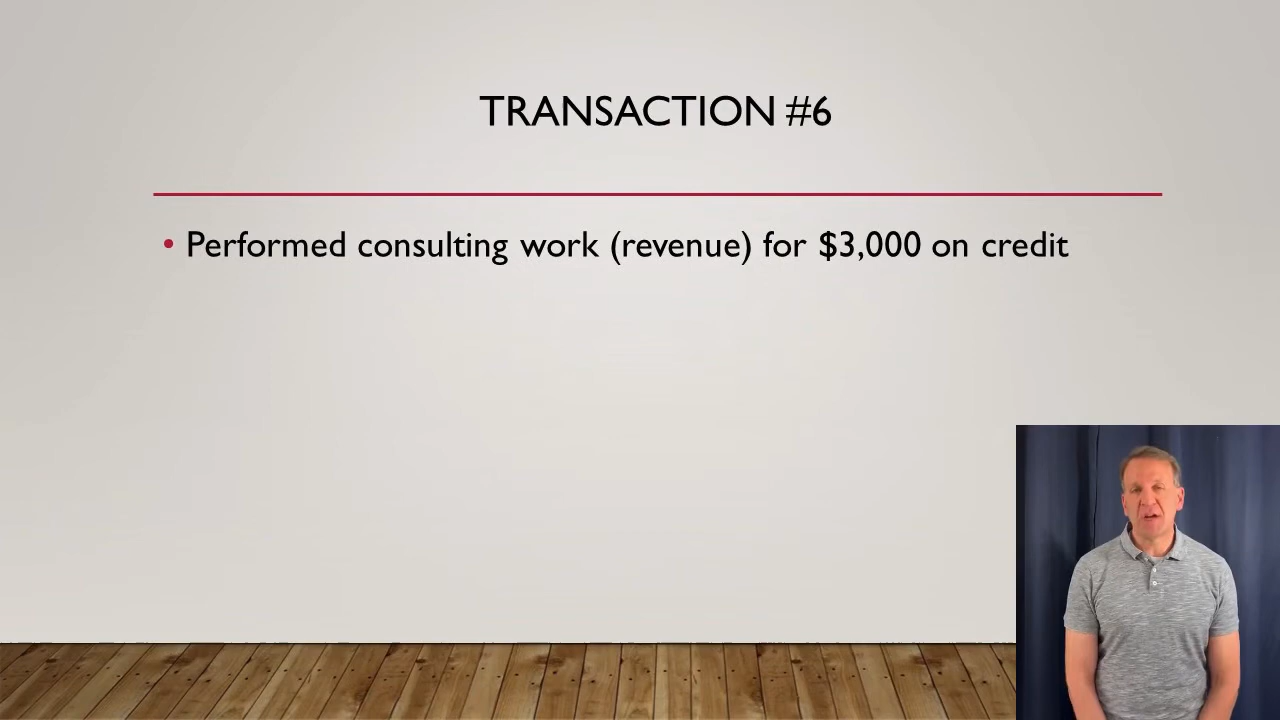 TRANSACTION #6
• Performed consulting work (revenue) for $3,000 on credit